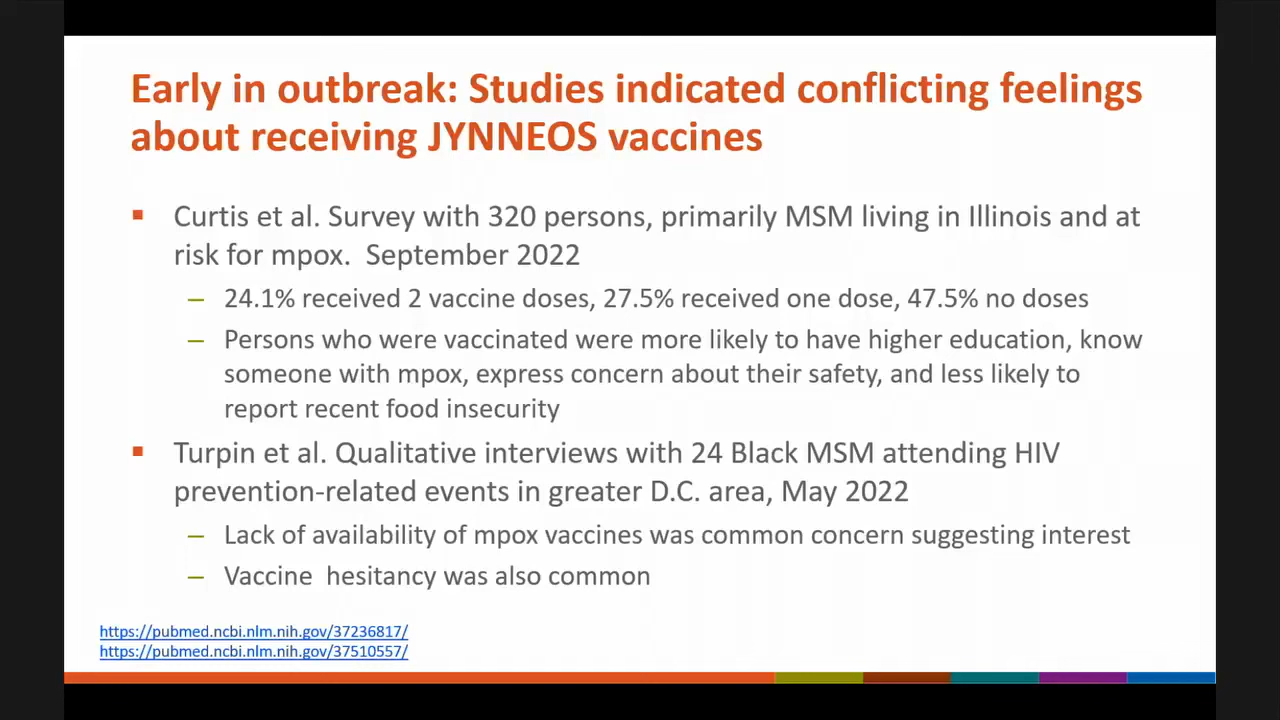 Early in outbreak: Studies indicated conflicting feelings
about receiving JYNNEOS vaccines
▪ Curtis et al. Survey with 320 persons, primarily MSM living in Illinois and at
risk for mpox.  September 2022
– 24.1% received 2 vaccine doses, 27.5% received one dose, 47.5% no doses
– Persons who were vaccinated were more likely to have higher education, know
someone with mpox, express concern about their safety, and less likely to
report recent food insecurity
▪ Turpin et al. Qualitative interviews with 24 Black MSM attending HIV
prevention-related events in greater D.C. area, May 2022
– Lack of availability of mpox vaccines was common concern suggesting interest
– Vaccine  hesitancy was also common
https://pubmed.ncbi.nlm.nih.gov/37236817/
https://pubmed.ncbi.nlm.nih.gov/37510557/